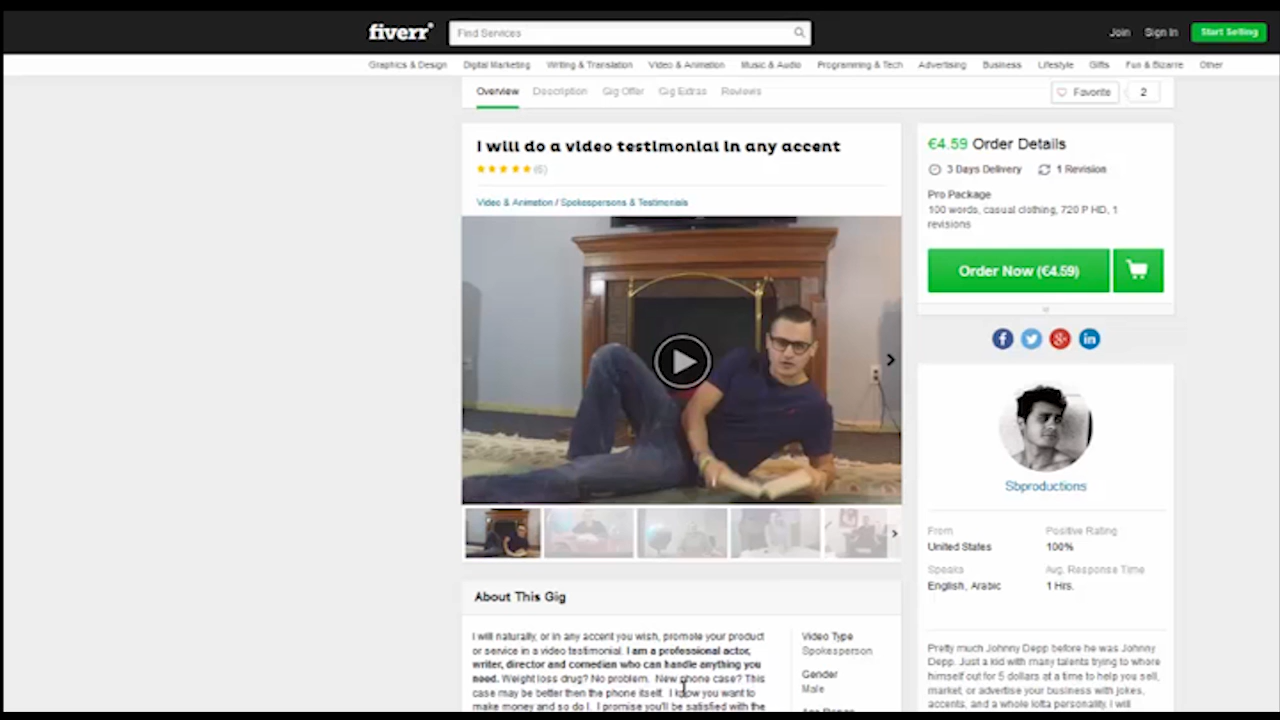 fiverr
Find Services
Join
Sign In
Start Selling
Graphics & Design
Digital Marketing
Writing & Translation
Video & Animation
Music & Audio
Programming & Tech
Advertising
Business
Lifestyle
Gifts
Fun & Bizarre
Other
Overview
Description
Gig Offer
Gig Extras
Reviews
Favorite
2
I will do a video testimonial in any accent
(6)
Video & Animation / Spokespersons & Testimonials
€4.59 Order Details
3 Days Delivery
1 Revision
Pro Package
100 words, casual clothing, 720 P HD, 1
revisions
Order Now (€4.59)
Sbproductions
From
United States
Positive Rating
100%
Speaks
English, Arabic
Avg. Response Time
1 Hrs.
About This Gig
I will naturally, or in any accent you wish, promote your product
or service in a video testimonial. I am a professional actor,
writer, director and comedian who can handle anything you
need. Weight loss drug? No problem. New phone case? This
case may be better then the phone itself. I know you want to
make money and so do I. I promise you'll be satisfied with the
Video Type
Spokesperson
Gender
Male
Pretty much Johnny Depp before he was Johnny
Depp. Just a kid with many talents trying to whore
himself out for 5 dollars at a time to help you sell,
market, or advertise your business with jokes,
accents, and a whole lotta personality. I will